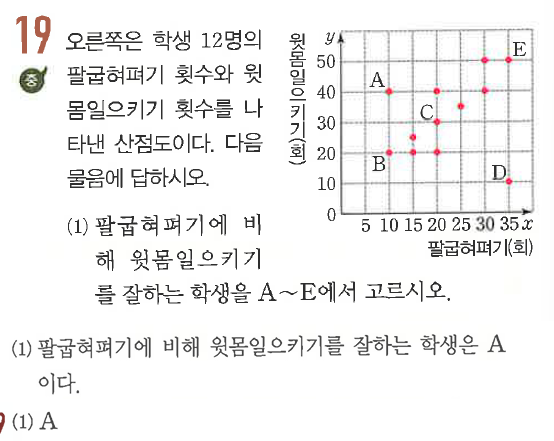 19 오른쪽은 학생 12명의
중 팔굽혀펴기 횟수와 윗
몸일으키기 횟수를 나
타낸 산점도이다. 다음
물음에 답하시오.
(1) 팔굽혀펴기에 비
해 윗몸일으키기
를 잘하는 학생을 A~E에서 고르시오.
윗몸일으키기(회)
y
50
40
30
20
10
0
A
B
C
D
E
5 10 15 20 25 30 35 x
팔굽혀펴기(회)
(1) 팔굽혀펴기에 비해 윗몸일으키기를 잘하는 학생은 A
이다.
(1) A